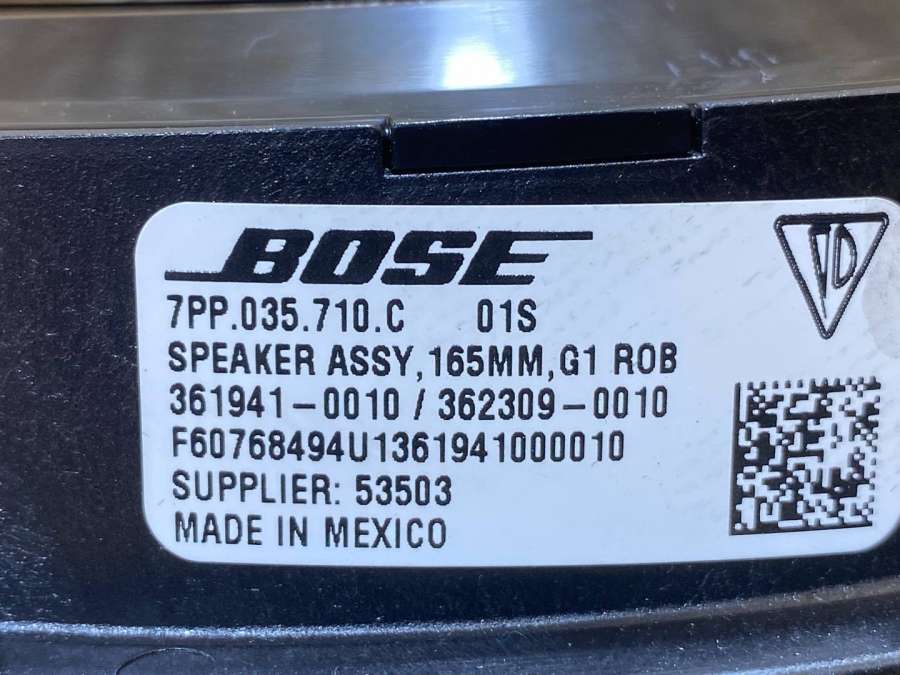 BOSE
7PP.035.710.C 01S
SPEAKER ASSY,165MM,G1 ROB
361941-0010 / 362309-0010
F60768494U1361941000010
SUPPLIER: 53503
MADE IN MEXICO
VD